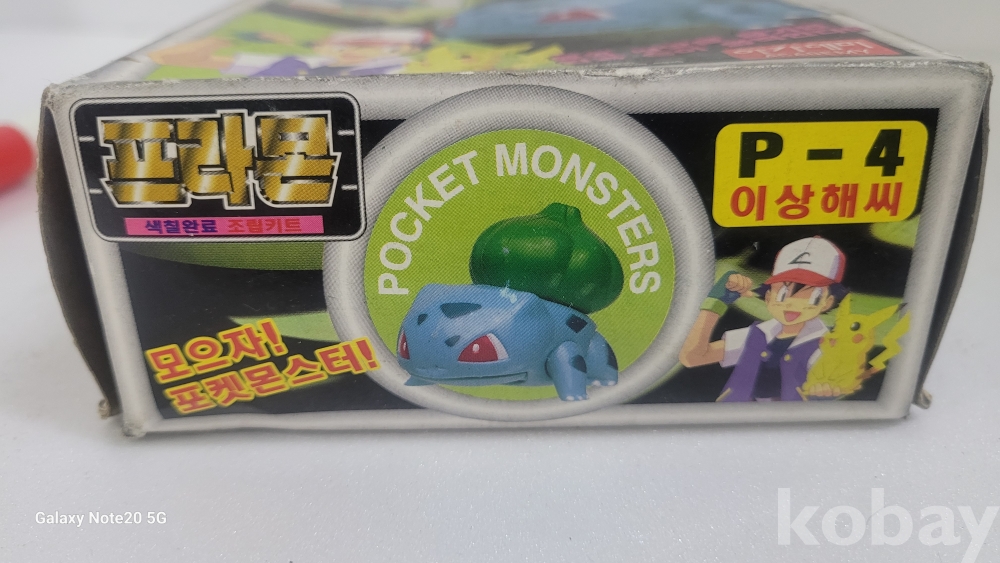 프라몬
색칠완료 조립키트
POCKET MONSTERS
P-4
이상해씨
모으자!
포켓몬스터!
Galaxy Note20 5G
kobay